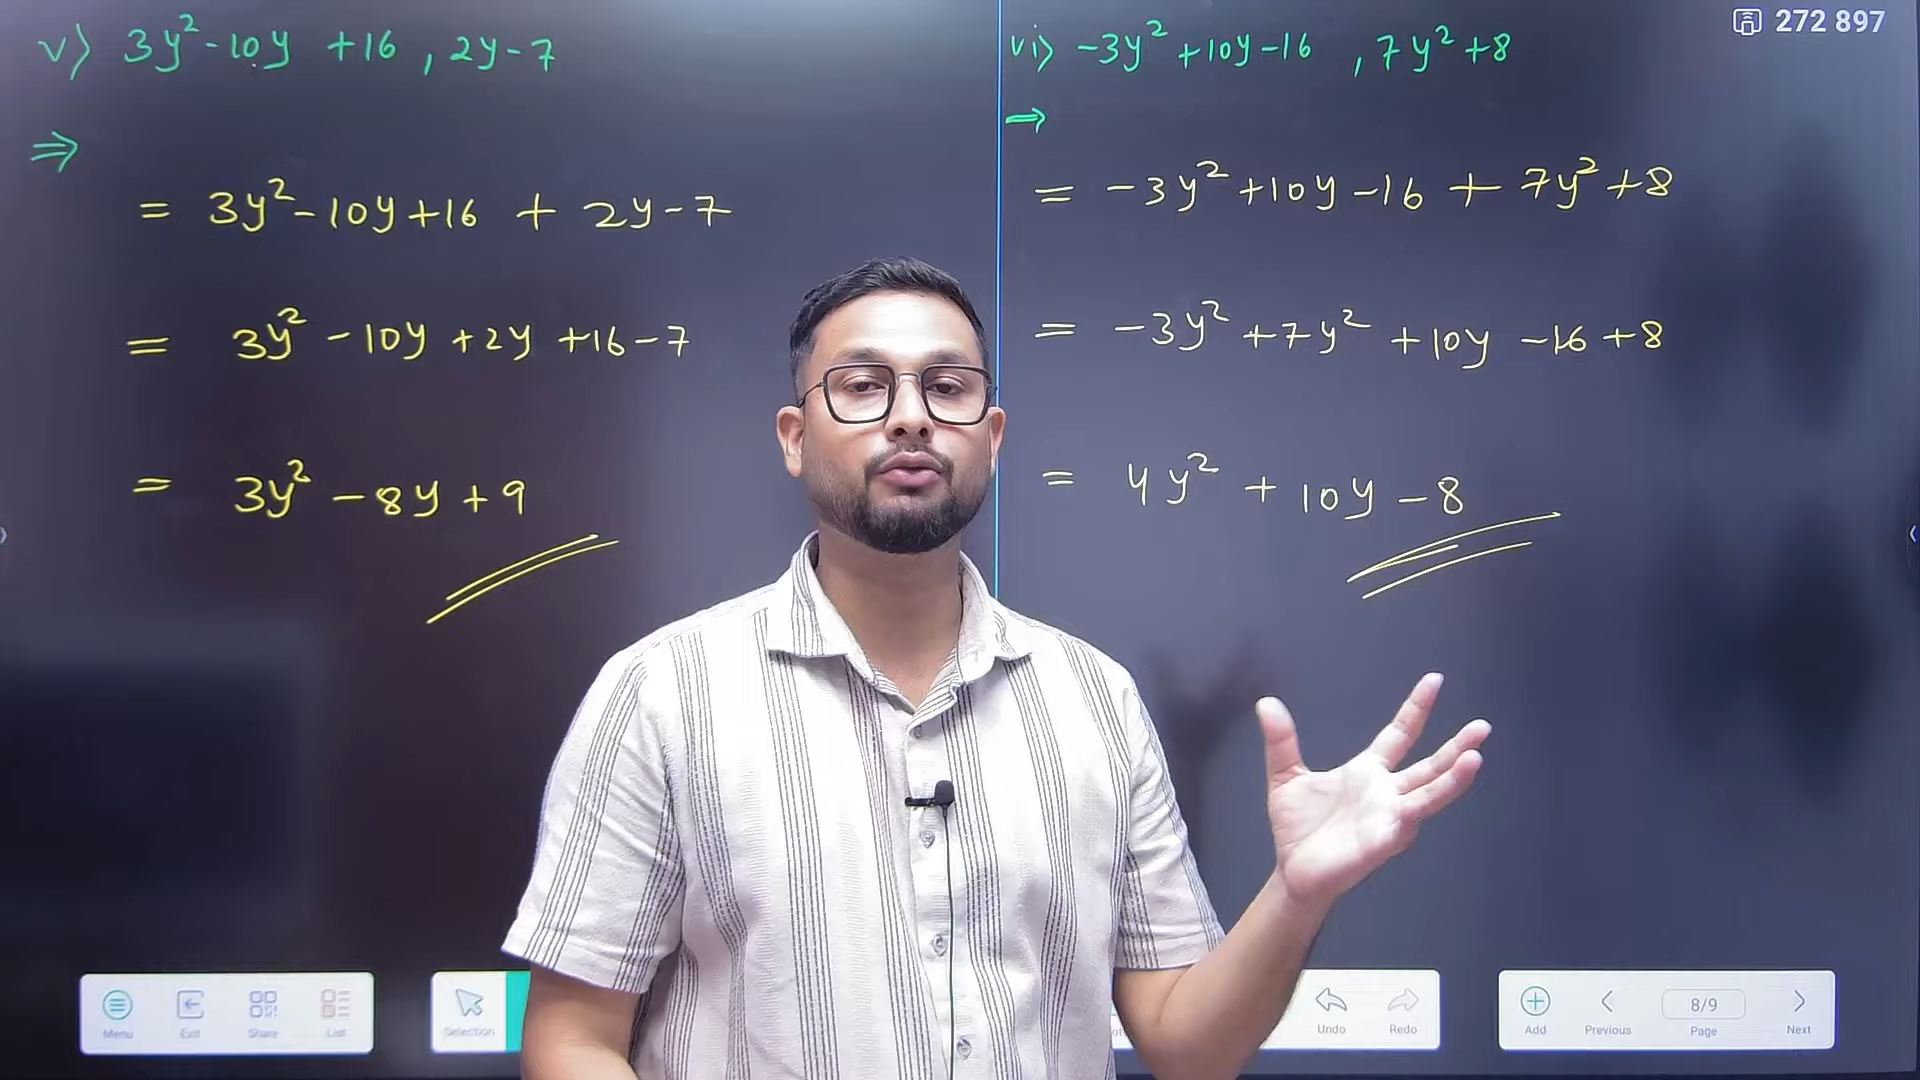 v) 3y²-10y +16 , 2y-7
⇒
= 3y²-10y+16 + 2y-7
= 3y² -10y +2y +16-7
= 3y² -8y+9
272 897
vi) -3y²+10y-16 , 7y²+8
⇒
= -3y²+10y-16 + 7y²+8
= -3y²+7y² +10y -16+8
= 4y² + 10y-8
Menu Exit Share List
Selection
Undo Redo
Add Previous 8/9 Page Next